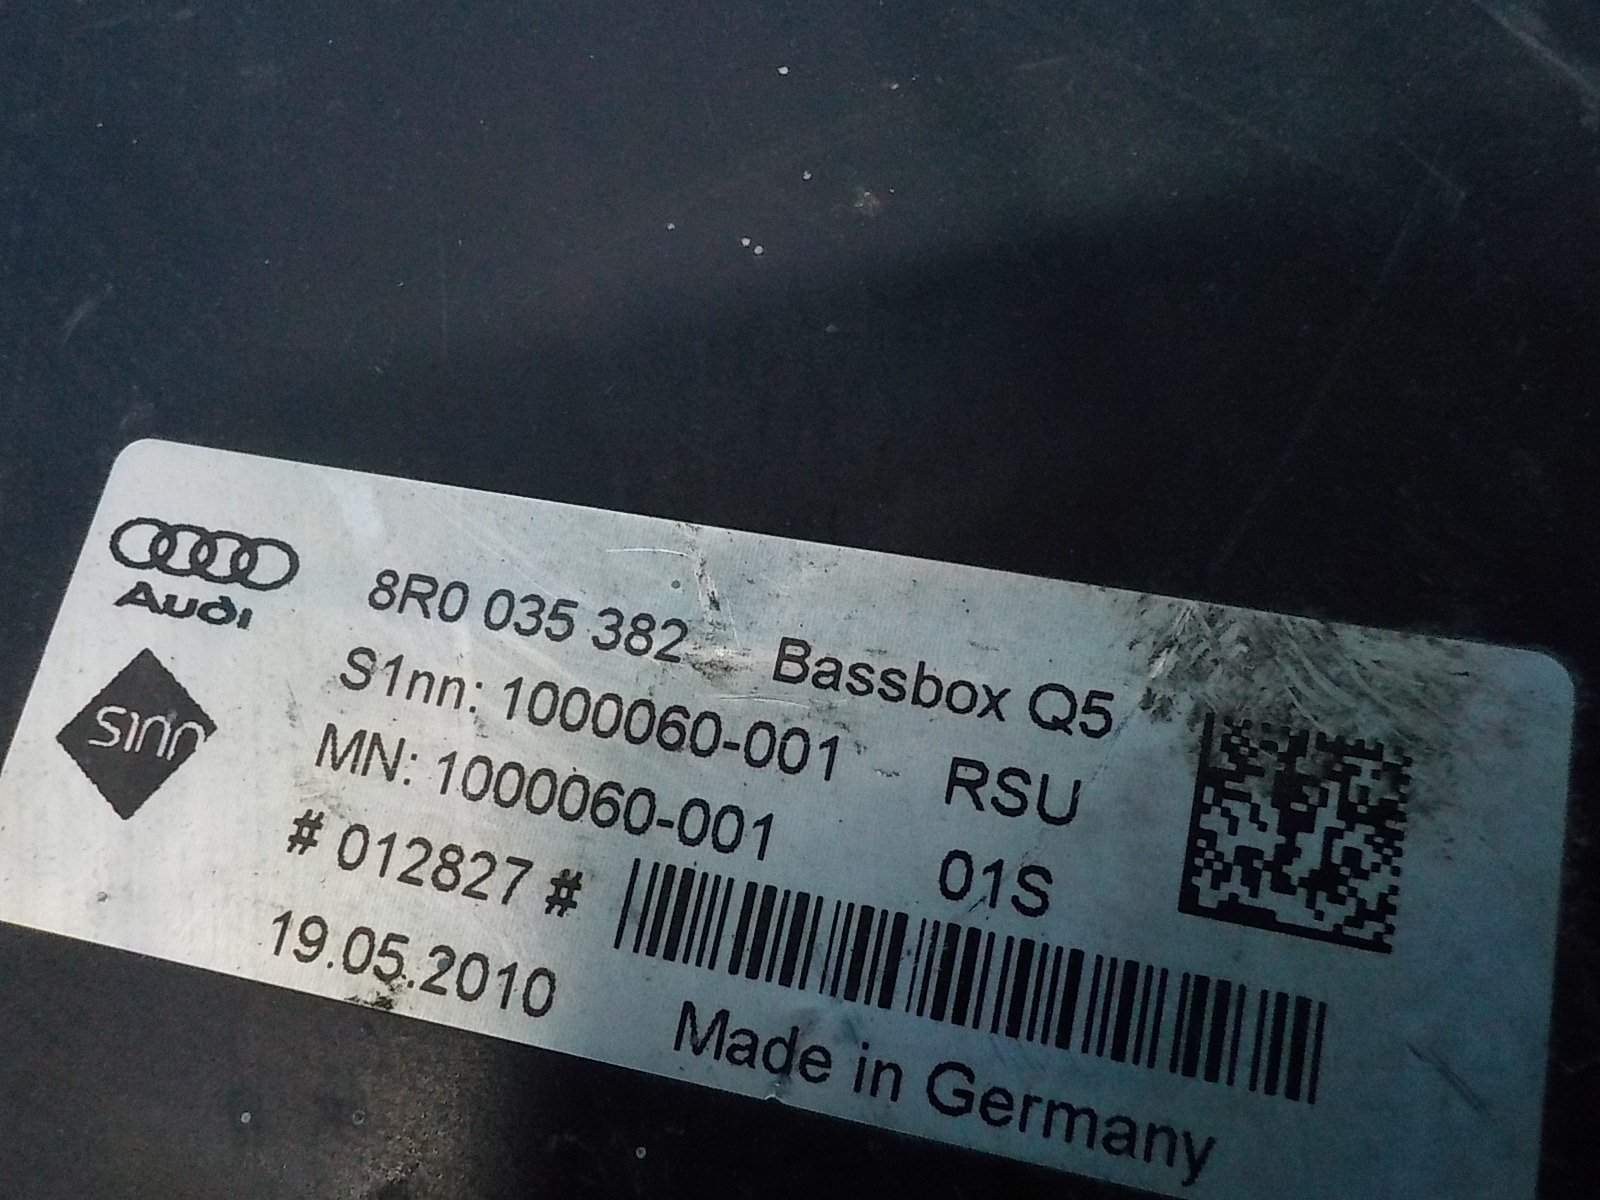 Audi
8R0 035 382 Bassbox Q5
s1nn
S1nn: 1000060-001 RSU
MN: 1000060-001 01S
# 012827 #
19.05.2010 Made in Germany